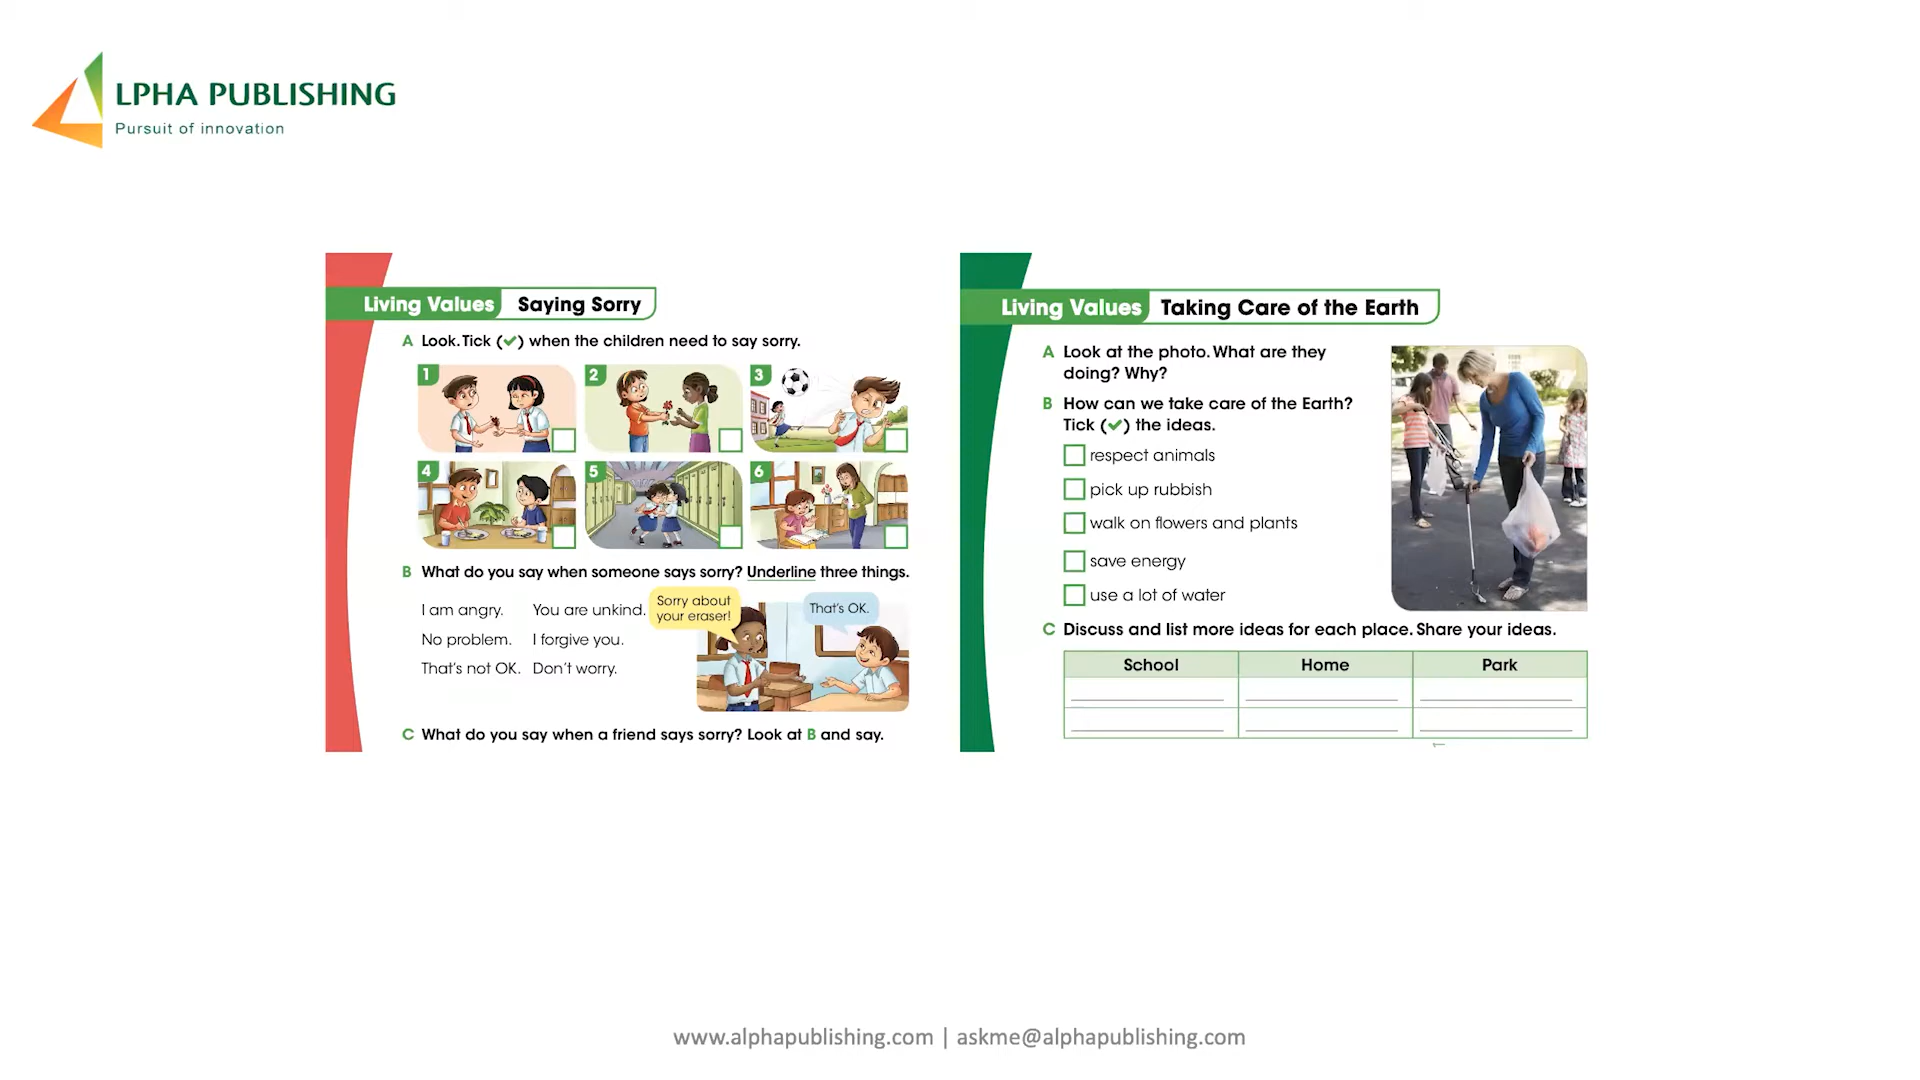 LPHA PUBLISHING
Pursuit of innovation
Living Values Saying Sorry
A Look. Tick (✔) when the children need to say sorry.
1
2
3
4
5
6
B What do you say when someone says sorry? Underline three things.
I am angry. You are unkind.
No problem. I forgive you.
That's not OK. Don't worry.
Sorry about
your eraser!
That's OK.
C What do you say when a friend says sorry? Look at B and say.
Living Values Taking Care of the Earth
A Look at the photo. What are they
doing? Why?
B How can we take care of the Earth?
Tick (✔) the ideas.
respect animals
pick up rubbish
walk on flowers and plants
save energy
use a lot of water
C Discuss and list more ideas for each place. Share your ideas.
School Home Park
www.alphapublishing.com | askme@alphapublishing.com